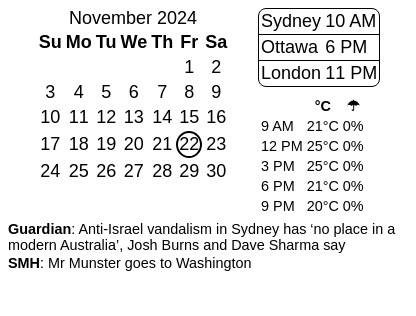 November 2024
Su Mo Tu We Th Fr Sa
1 2
3 4 5 6 7 8 9
10 11 12 13 14 15 16
17 18 19 20 21 22 23
24 25 26 27 28 29 30
Sydney 10 AM
Ottawa 6 PM
London 11 PM
°C ☂
9 AM 21°C 0%
12 PM 25°C 0%
3 PM 25°C 0%
6 PM 21°C 0%
9 PM 20°C 0%
Guardian: Anti-Israel vandalism in Sydney has ‘no place in a
modern Australia’, Josh Burns and Dave Sharma say
SMH: Mr Munster goes to Washington